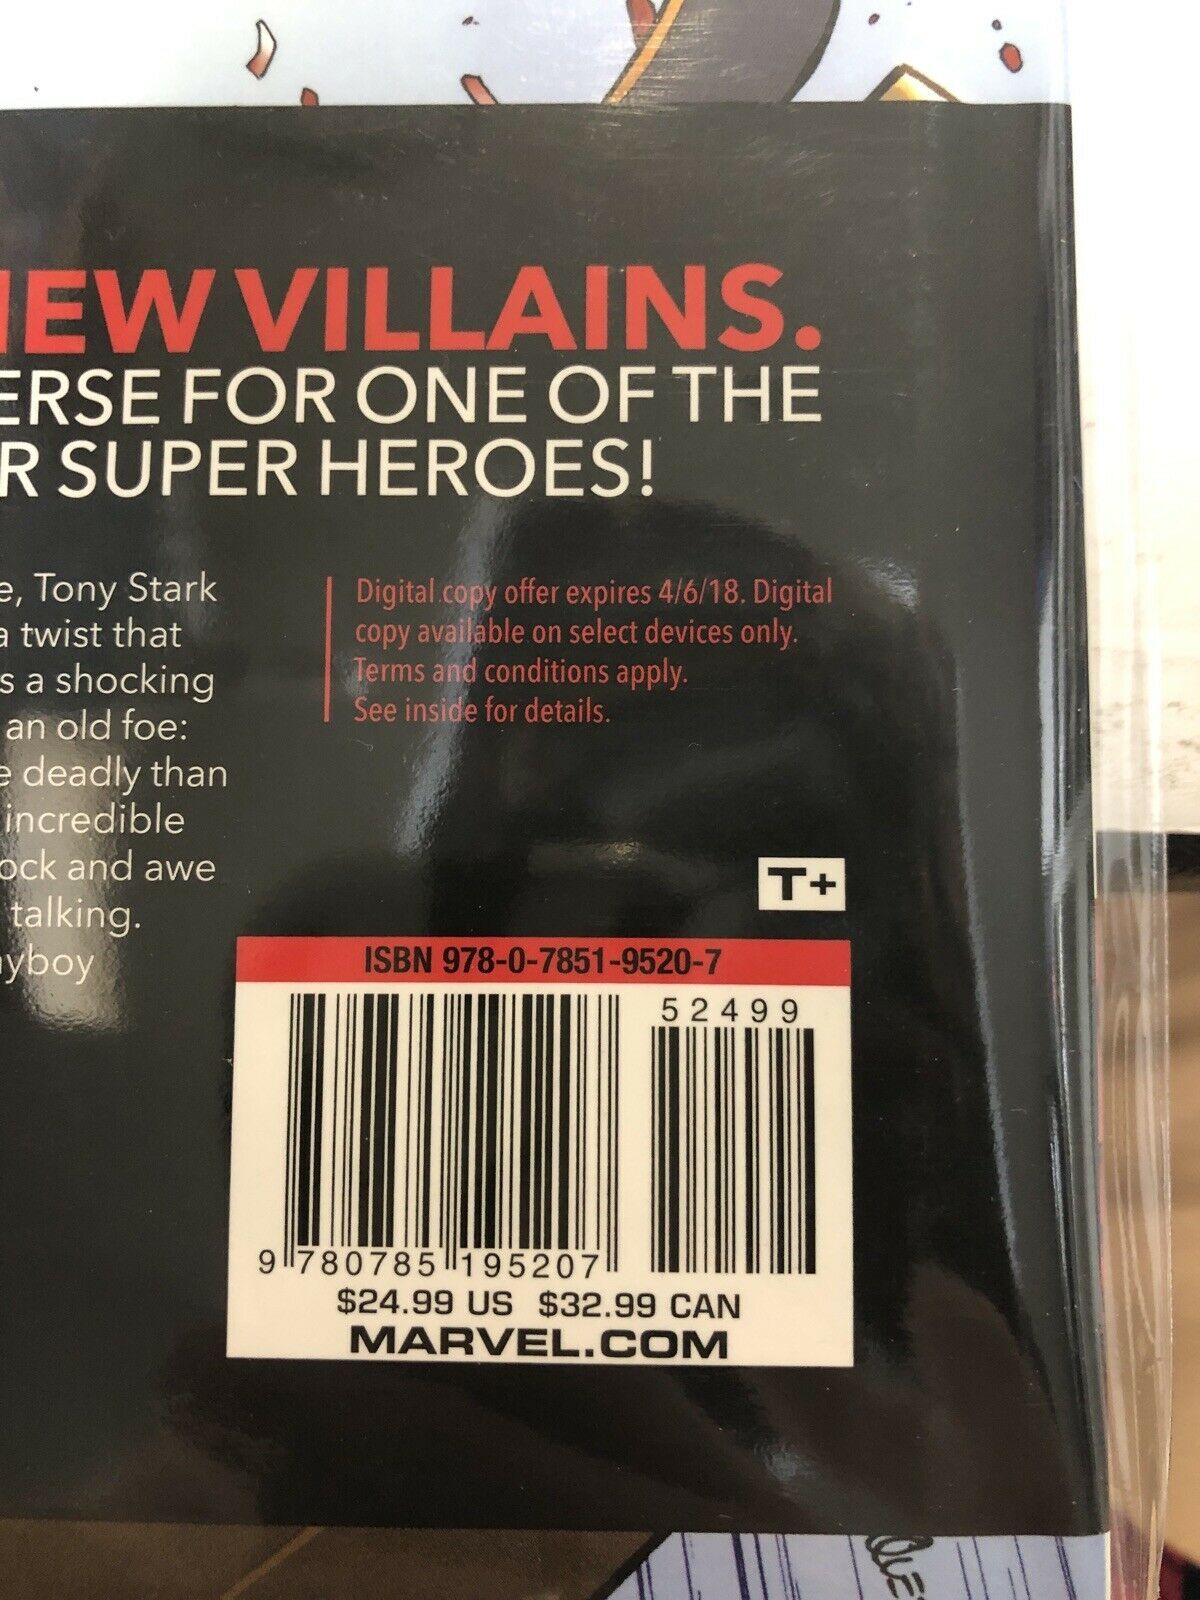 IEW VILLAINS.
ERSE FOR ONE OF THE
R SUPER HEROES!
e, Tony Stark
a twist that
s a shocking
an old foe:
e deadly than
incredible
ock and awe
talking.
yboy
Digital copy offer expires 4/6/18. Digital
copy available on select devices only.
Terms and conditions apply.
See inside for details.
T+
ISBN 978-0-7851-9520-7
52499
9 780785 195207
$24.99 US $32.99 CAN
MARVEL.COM